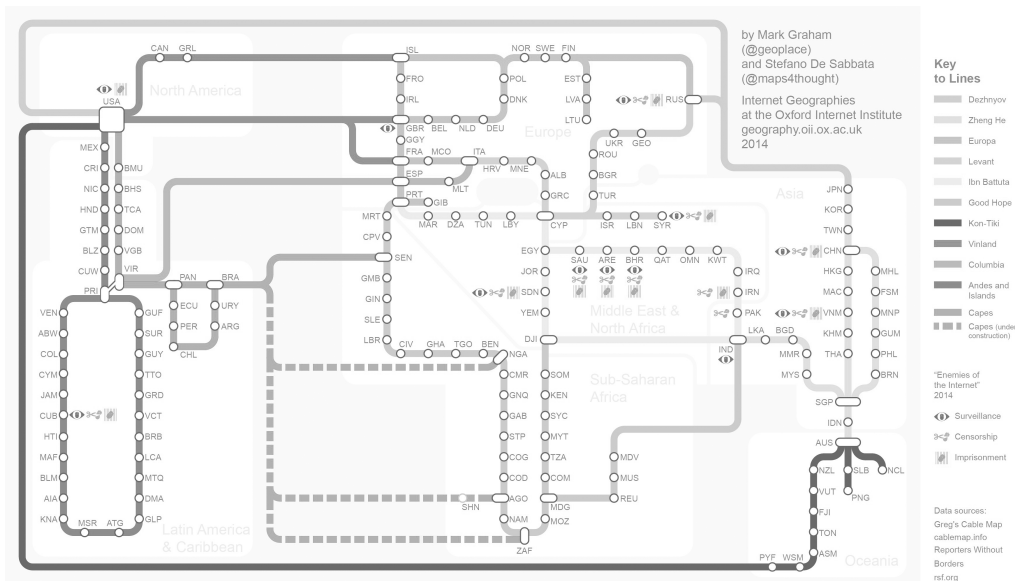 by Mark Graham
(@geoplace)
and Stefano De Sabbata
(@maps4thought)
Internet Geographies
at the Oxford Internet Institute
geography.oii.ox.ac.uk
2014
North America
CAN GRL
USA
MEX
CRI
NIC
HND
GTM
BLZ
CUW
PRI
BMU
BHS
TCA
DOM
VGB
VIR
PAN
BRA
ECU
PER
CHL
URY
ARG
VEN
ABW
COL
CYM
JAM
CUB
HTI
MAF
BLM
AIA
KNA
MSR ATG
GUF
SUR
GUY
TTO
GRD
VCT
BRB
LCA
MTQ
DMA
GLP
Latin America
& Caribbean
Europe
ISL
FRO
IRL
GBR BEL NLD DEU
GGY
FRA MCO ITA
HRV MNE
ESP
MLT
PRT
GIB
NOR SWE FIN
POL
DNK
EST
LVA
LTU
RUS
UKR GEO
ROU
BGR
TUR
ALB
GRC
MAR DZA TUN LBY CYP ISR LBN SYR
MRT
CPV
SEN
GMB
GIN
SLE
LBR
CIV GHA TGO BEN
NGA
CMR
GNQ
GAB
STP
COG
COD
AGO
SHN
NAM
ZAF
EGY
JOR
SDN
YEM
DJI
SAU ARE BHR QAT OMN KWT
IRQ
IRN
PAK
IND
LKA BGD
MMR
MYS
Middle East &
North Africa
Sub-Saharan
Africa
SOM
KEN
SYC
MYT
TZA
COM
MDG
MOZ
MDV
MUS
REU
Asia
JPN
KOR
TWN
CHN
HKG
MAC
VNM
KHM
THA
MHL
FSM
MNP
GUM
PHL
BRN
SGP
IDN
AUS
NZL SLB NCL
VUT PNG
FJI
TON
ASM
PYF WSM
Oceania
Key
to Lines
Dezhnyov
Zheng He
Europa
Levant
Ibn Battuta
Good Hope
Kon-Tiki
Vinland
Columbia
Andes and
Islands
Capes
Capes (under
construction)
“Enemies
of the Internet”
2014
Surveillance
Censorship
Imprisonment
Data sources:
Greg's Cable Map
cablemap.info
Reporters Without
Borders
rsf.org